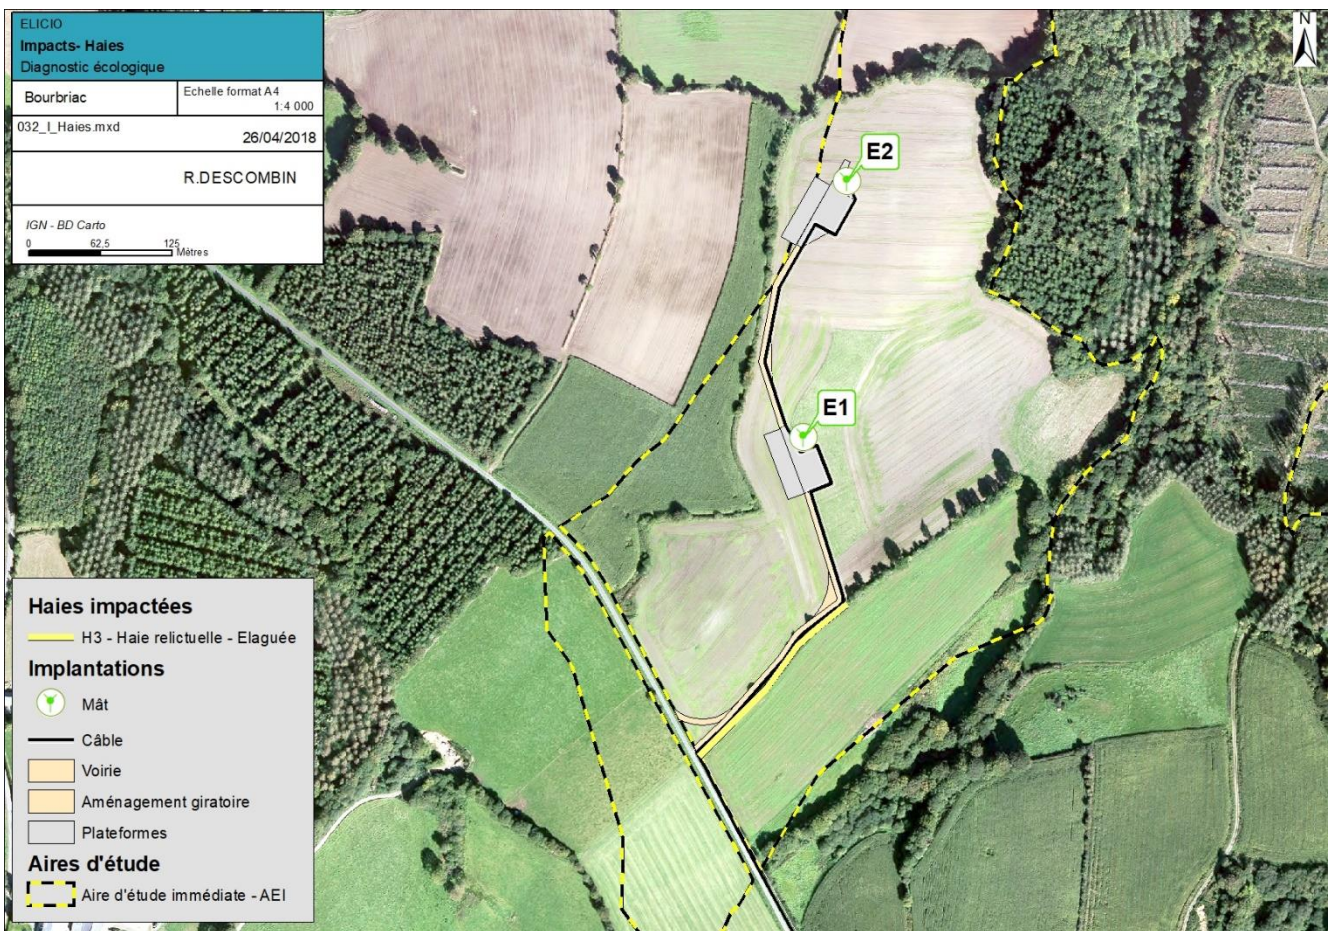 ELICIO
Impacts- Haies
Diagnostic écologique
Bourbriac
Echelle format A4
1:4 000
032_I_Haies.mxd
26/04/2018
R.DESCOMBIN
IGN - BD Carto
0 62,5 125
Mètres
N
E2
E1
Haies impactées
H3 - Haie relictuelle - Elaguée
Implantations
Mât
Câble
Voirie
Aménagement giratoire
Plateformes
Aires d'étude
Aire d'étude immédiate - AEI